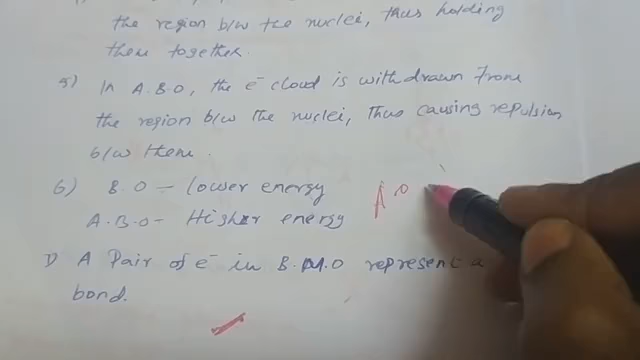 the region b/w the nuclei, thus holding
them together.
5) In A.B.O, the e⁻ cloud is withdrawn from
the region b/w the nuclei, thus causing repulsion
b/w them.
6) B.O - Lower energy
A.B.O - Higher energy
A.O
7) A Pair of e⁻ in B.M.O represent a
bond.